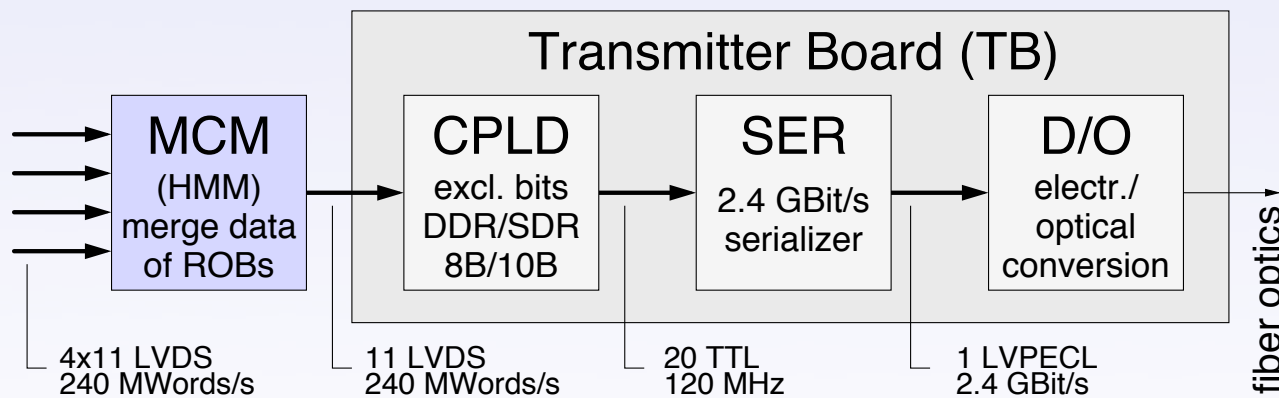 Transmitter Board (TB)
MCM
(HMM)
merge data
of ROBs
CPLD
excl. bits
DDR/SDR
8B/10B
SER
2.4 GBit/s
serializer
D/O
electr./
optical
conversion
fiber optics
4x11 LVDS
240 MWords/s
11 LVDS
240 MWords/s
20 TTL
120 MHz
1 LVPECL
2.4 GBit/s